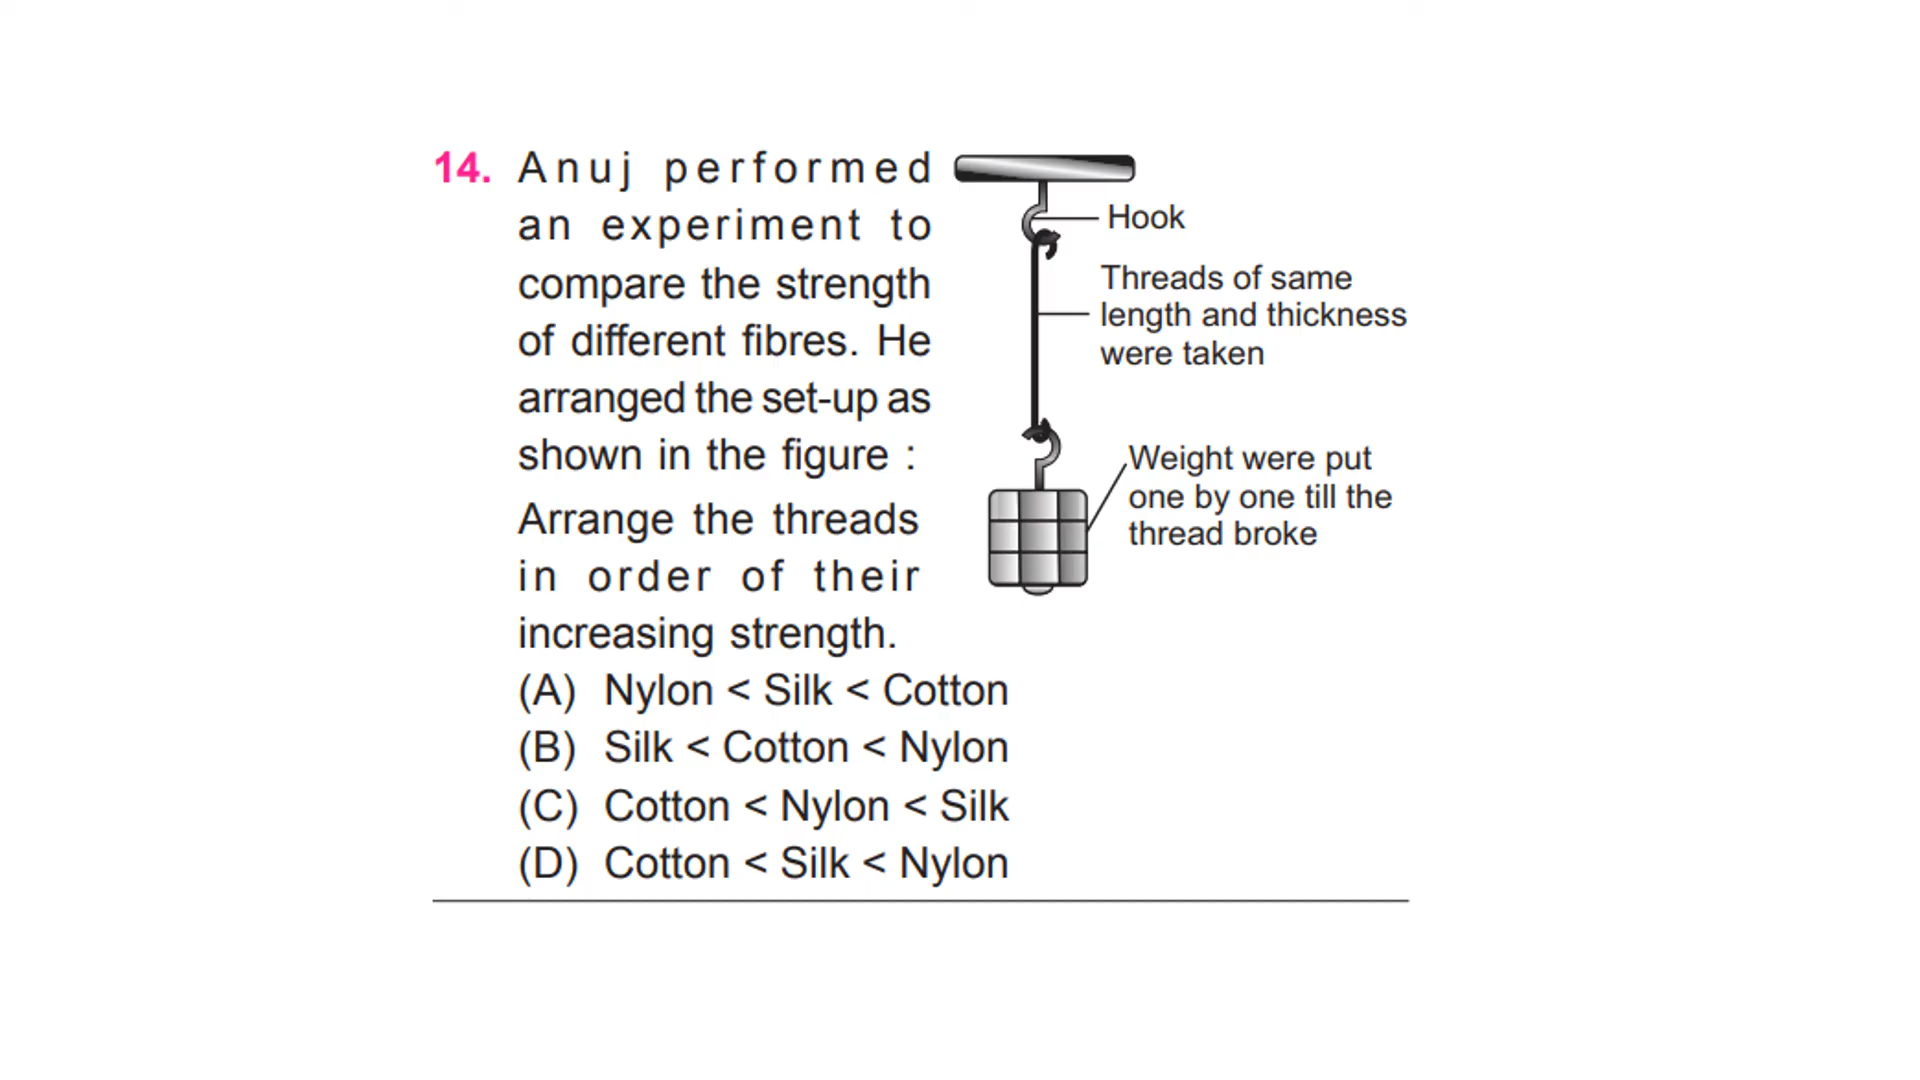 14. Anuj performed
an experiment to
compare the strength
of different fibres. He
arranged the set-up as
shown in the figure :
Hook
Threads of same
length and thickness
were taken
Weight were put
one by one till the
thread broke
Arrange the threads
in order of their
increasing strength.
(A) Nylon < Silk < Cotton
(B) Silk < Cotton < Nylon
(C) Cotton < Nylon < Silk
(D) Cotton < Silk < Nylon